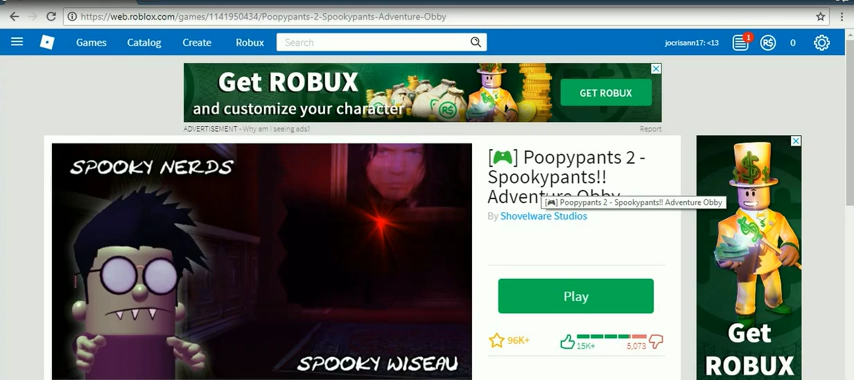 https://web.roblox.com/games/1141950434/Poopypants-2-Spookypants-Adventure-Obby
Games Catalog Create Robux Search jocrisann17: <13 1 R$ 0
Get ROBUX
and customize your character
GET ROBUX
ADVERTISEMENT - Why am I seeing ads?
Report
SPOOKY NERDS
SPOOKY WISEAU
[🎮] Poopypants 2 -
Spookypants!!
Adventure Obby
[🎮] Poopypants 2 - Spookypants!! Adventure Obby
By Shovelware Studios
Play
96K+
15K+
5,073
Get
ROBUX